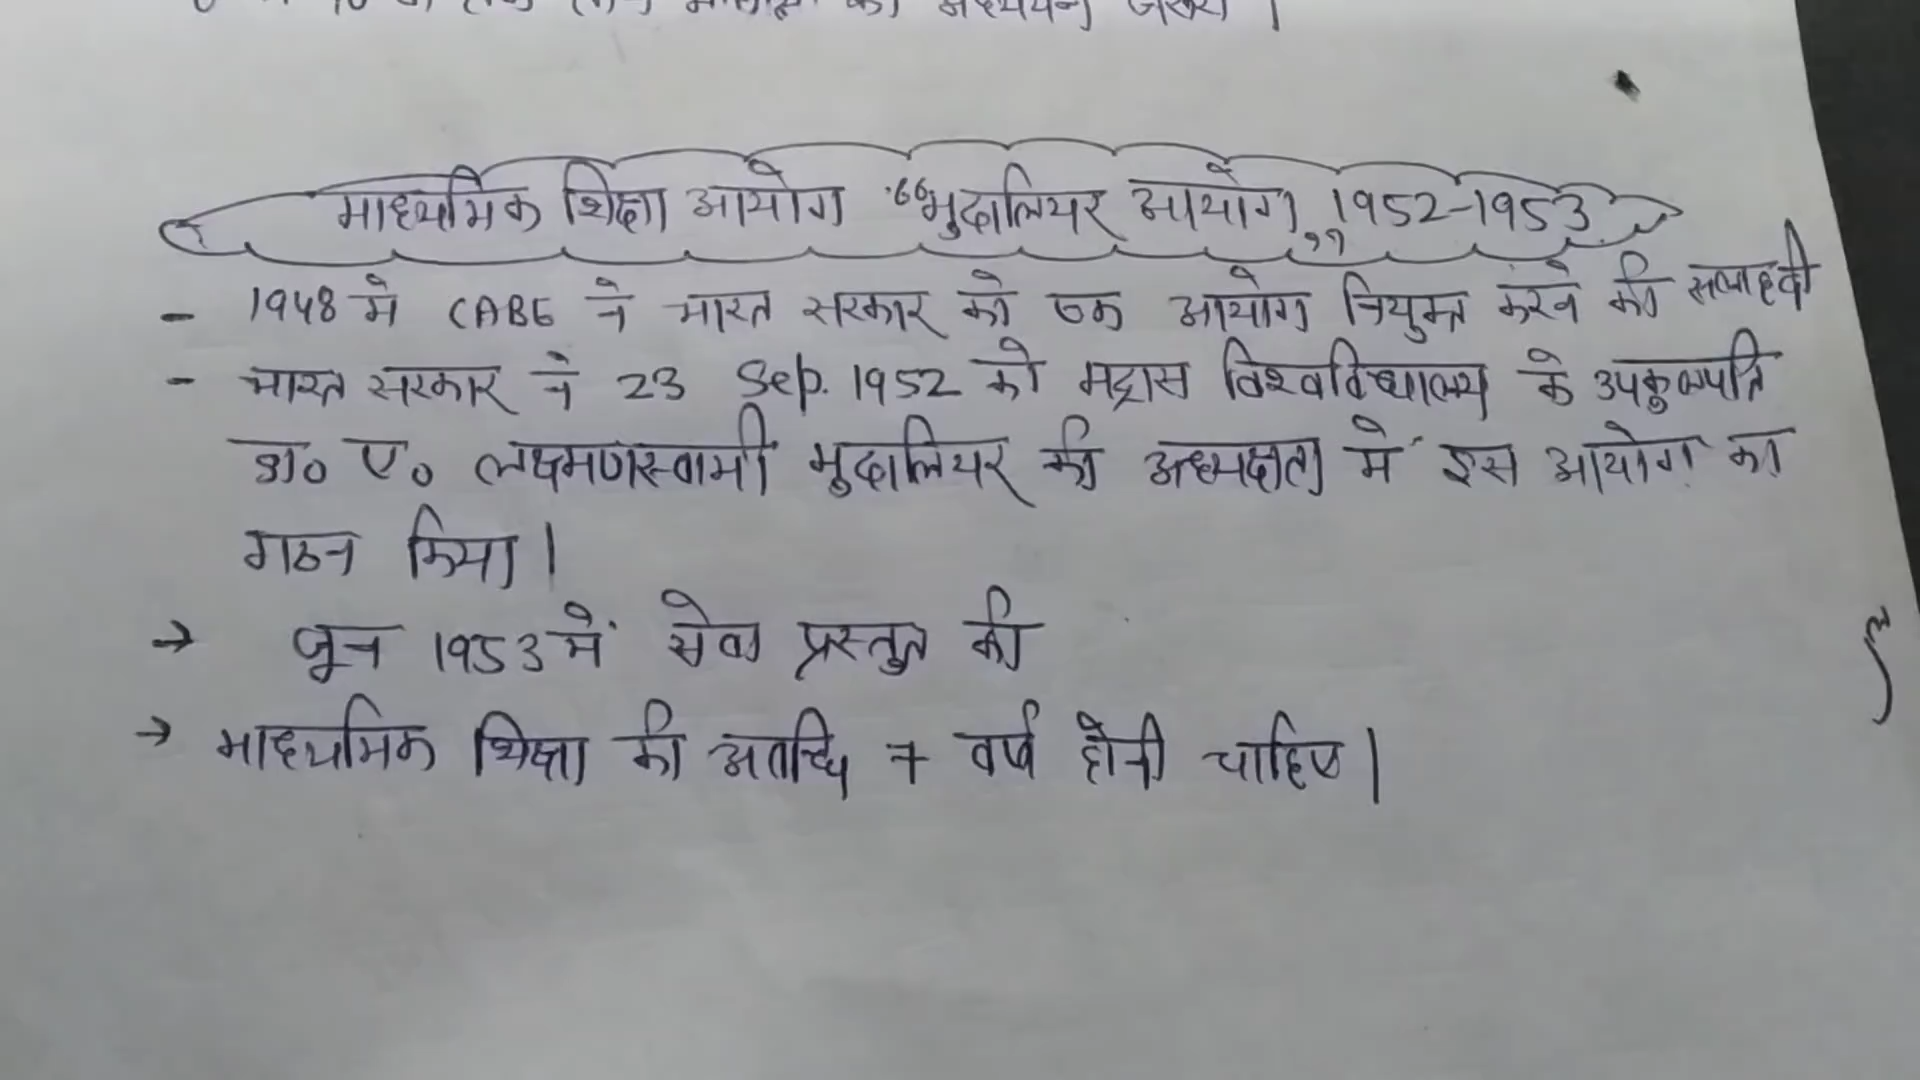 माध्यमिक शिक्षा आयोग "मुदालियर आयोग" 1952-1953
- 1948 मे CABE ने भारत सरकार को एक आयोग नियुक्त करने की सलाह दी
- भारत सरकार ने 23 Sep. 1952 को मद्रास विश्वविद्यालय के उपकुलपति
डा० ए० लक्ष्मणस्वामी मुदालियर की अध्यक्षता में इस आयोग का
गठन किया।
→ जून 1953 में सेवा प्रस्तुत की
→ माध्यमिक शिक्षा की अवधि 7 वर्ष होनी चाहिए।